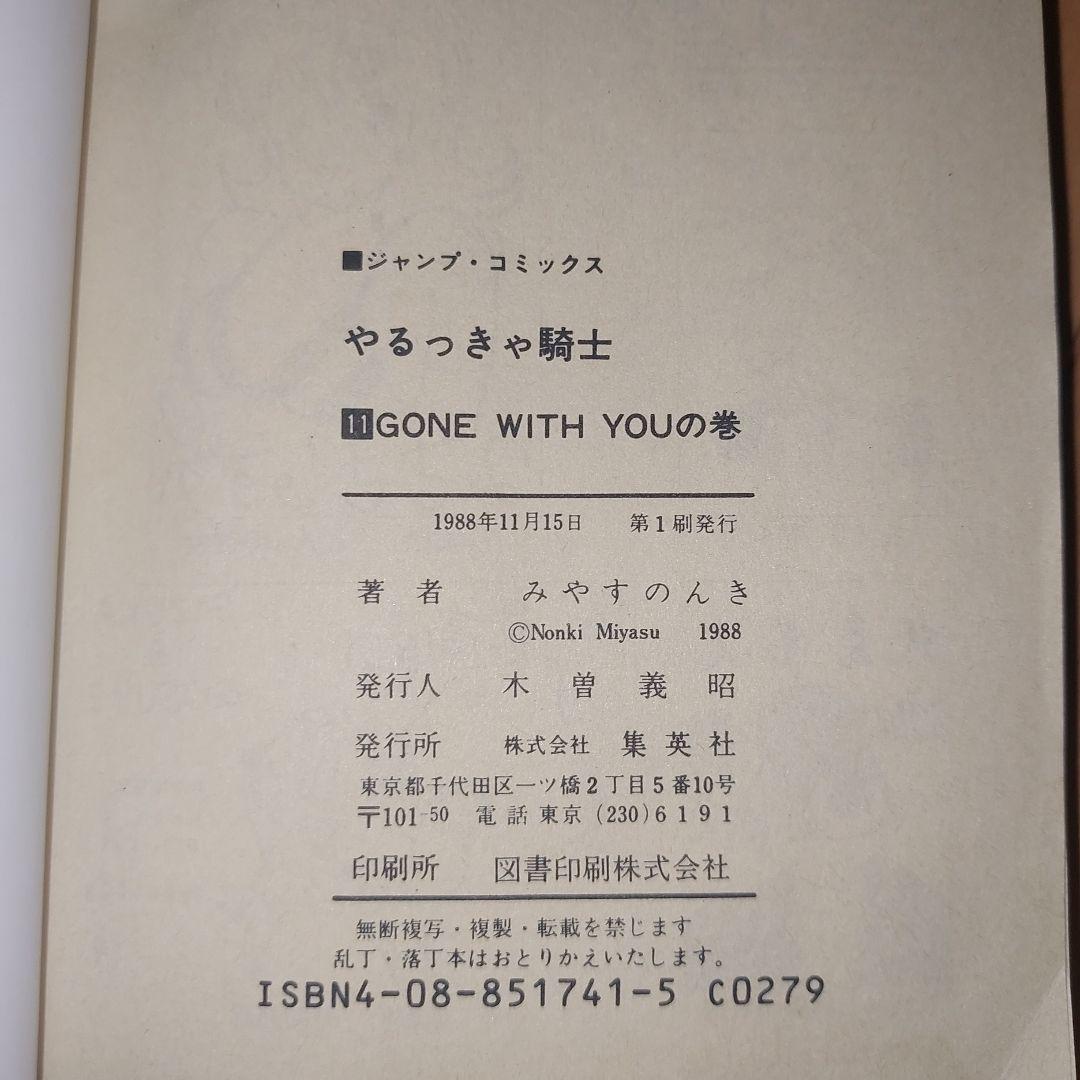 ■ジャンプ・コミックス
やるっきゃ騎士
11GONE WITH YOUの巻
1988年11月15日 第1刷発行
著者 みやすのんき
©Nonki Miyasu 1988
発行人 木曽義昭
発行所 株式会社 集英社
東京都千代田区一ツ橋2丁目5番10号
〒101-50 電話 東京 (230)6191
印刷所 図書印刷株式会社
無断複写・複製・転載を禁じます
乱丁・落丁本はおとりかえいたします。
ISBN4-08-851741-5 C0279